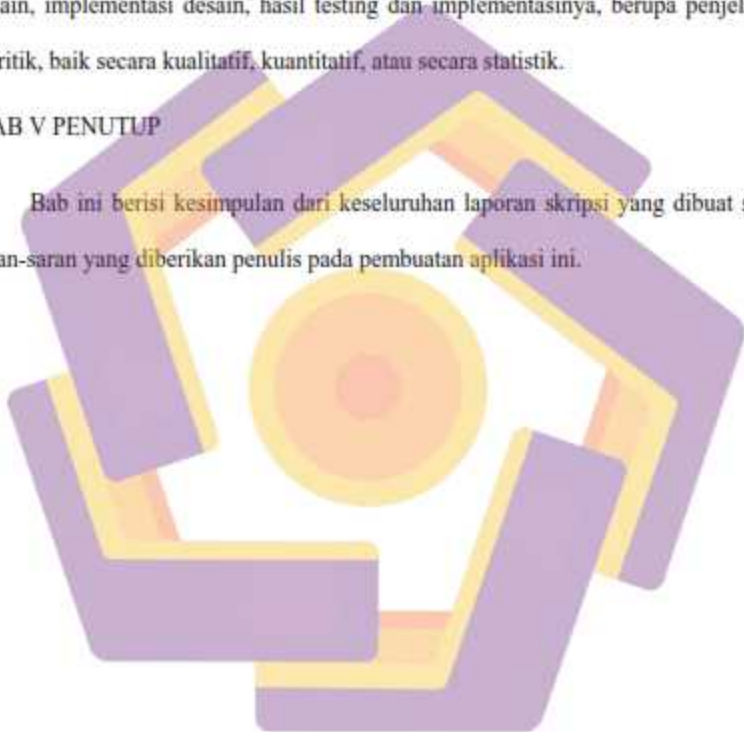 ain, implementasi desain, hasil testing dan implementasinya, berupa penjel
ritik, baik secara kualitatif, kuantitatif, atau secara statistik.
AB V PENUTUP
Bab ini berisi kesimpulan dari keseluruhan laporan skripsi yang dibuat s
an-saran yang diberikan penulis pada pembuatan aplikasi ini.